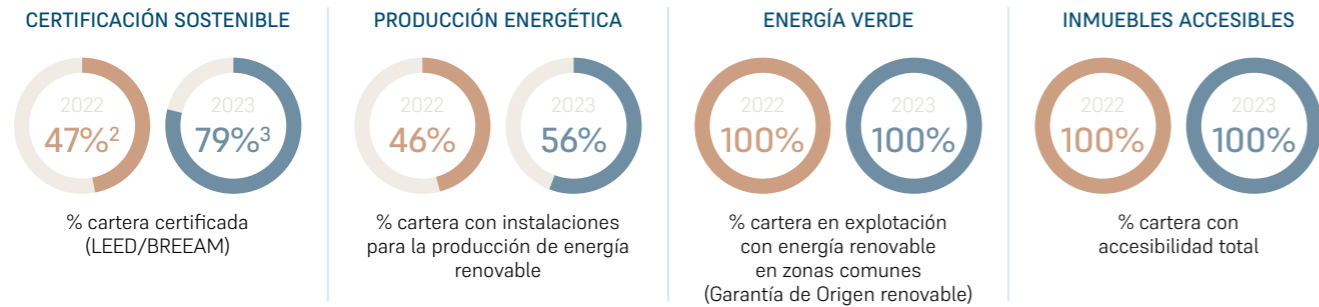 CERTIFICACIÓN SOSTENIBLE
2022
47%²
2023
79%³
% cartera certificada
(LEED/BREEAM)
PRODUCCIÓN ENERGÉTICA
2022
46%
2023
56%
% cartera con instalaciones
para la producción de energía
renovable
ENERGÍA VERDE
2022
100%
2023
100%
% cartera en explotación
con energía renovable
en zonas comunes
(Garantía de Origen renovable)
INMUEBLES ACCESIBLES
2022
100%
2023
100%
% cartera con
accesibilidad total